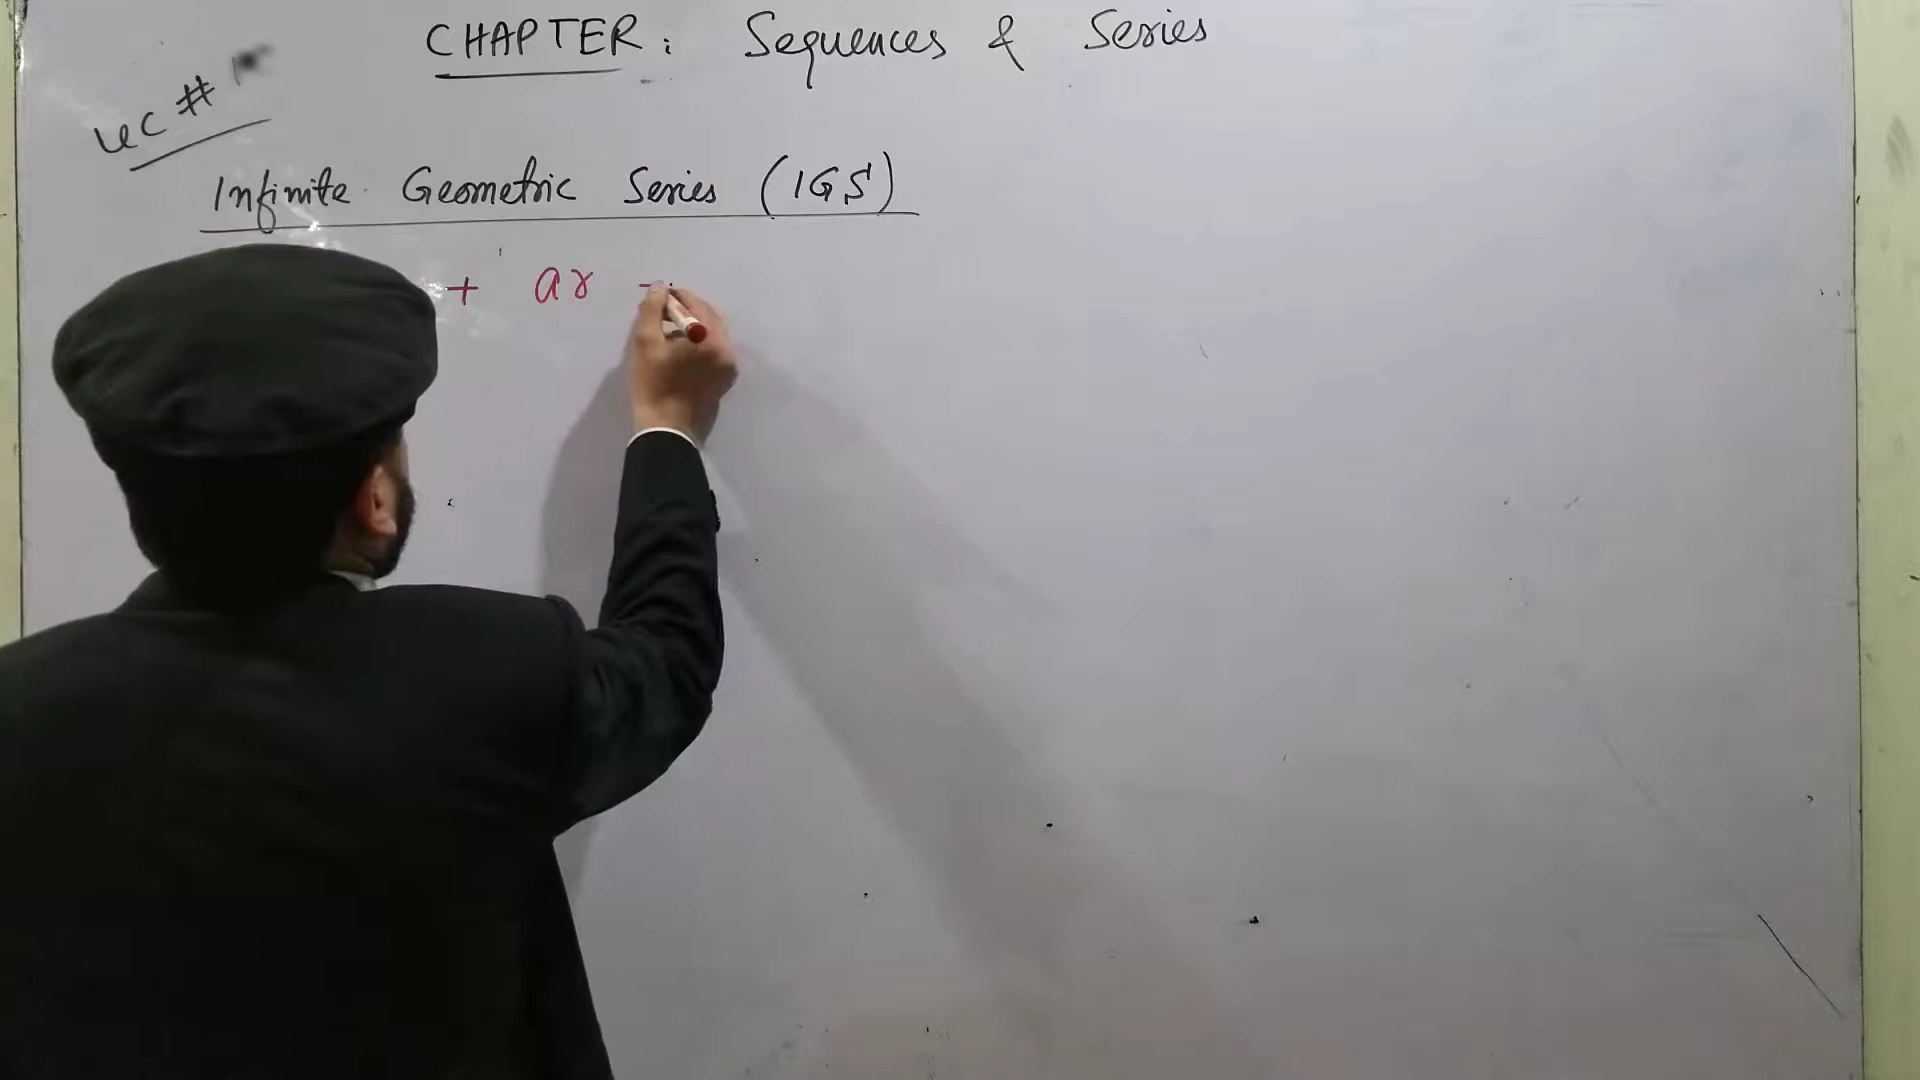 CHAPTER : Sequences & Series
Lec #
Infinite Geometric Series (IGS)
+ ar